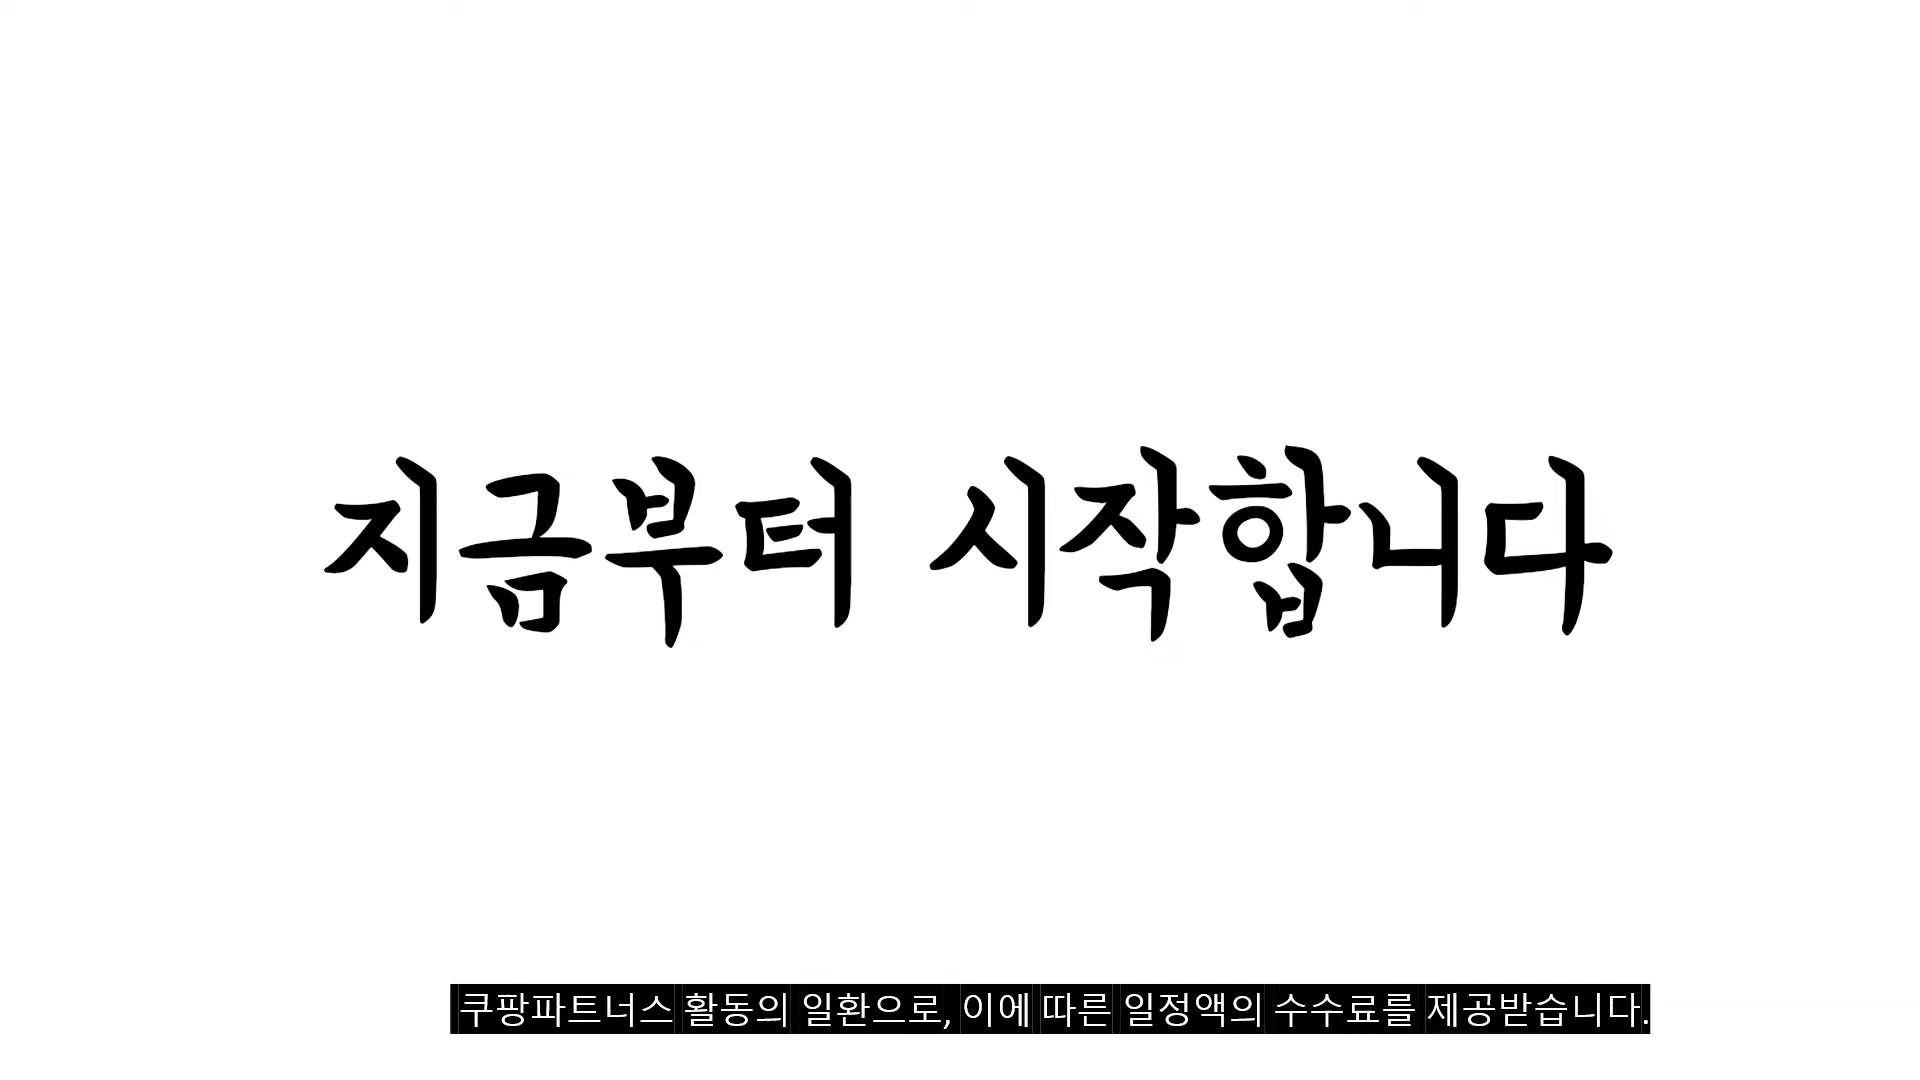 지금부터 시작합니다
쿠팡파트너스 활동의 일환으로, 이에 따른 일정액의 수수료를 제공받습니다.